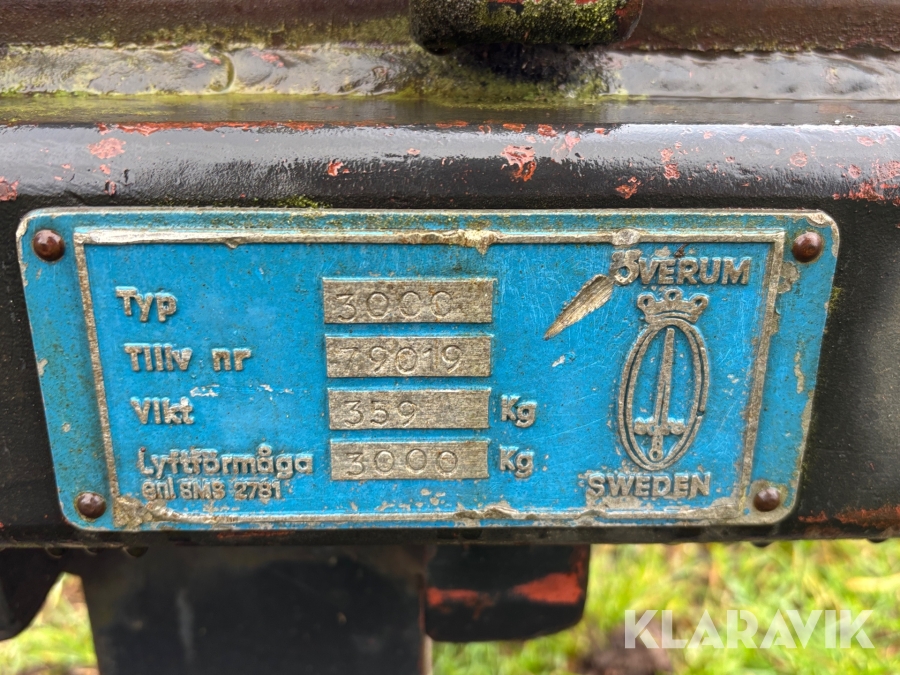 Typ 3000
Tillv nr 79019
Vikt 359 Kg
Lyftförmåga 3000 Kg
enl SMS 2781
ÖVERUM
SWEDEN
KLARAVIK